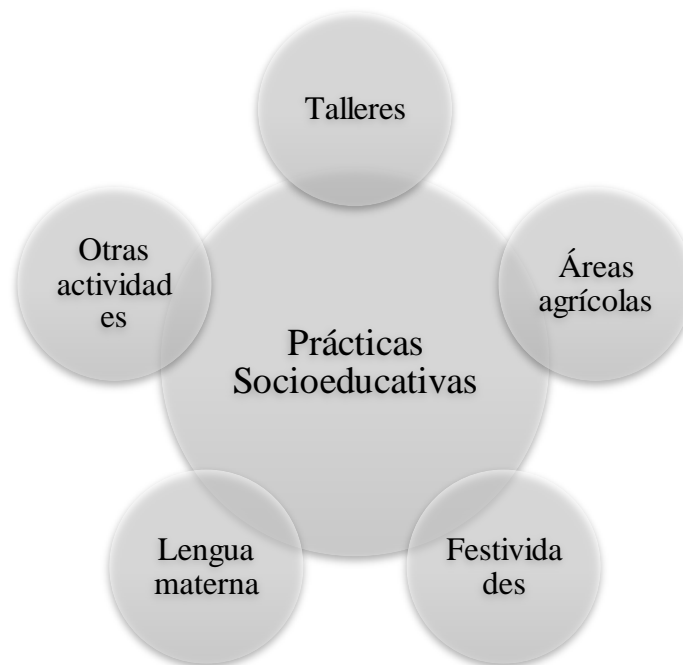 Talleres
Áreas
agrícolas
Festivida
des
Lengua
materna
Otras
actividad
es
Prácticas
Socioeducativas